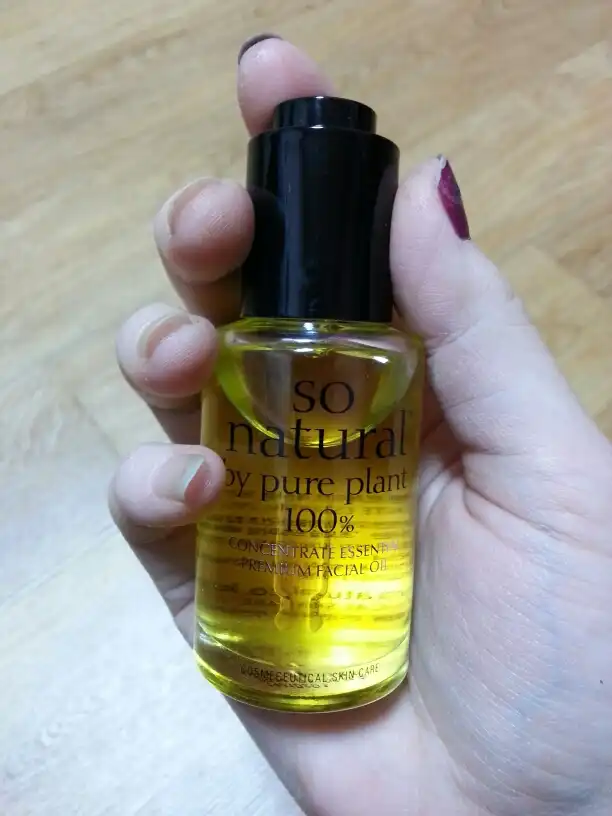 so
natural
by pure plant
100%
CONCENTRATE ESSENTIAL
PREMIUM FACIAL OIL
COSMECEUTICAL SKIN CARE